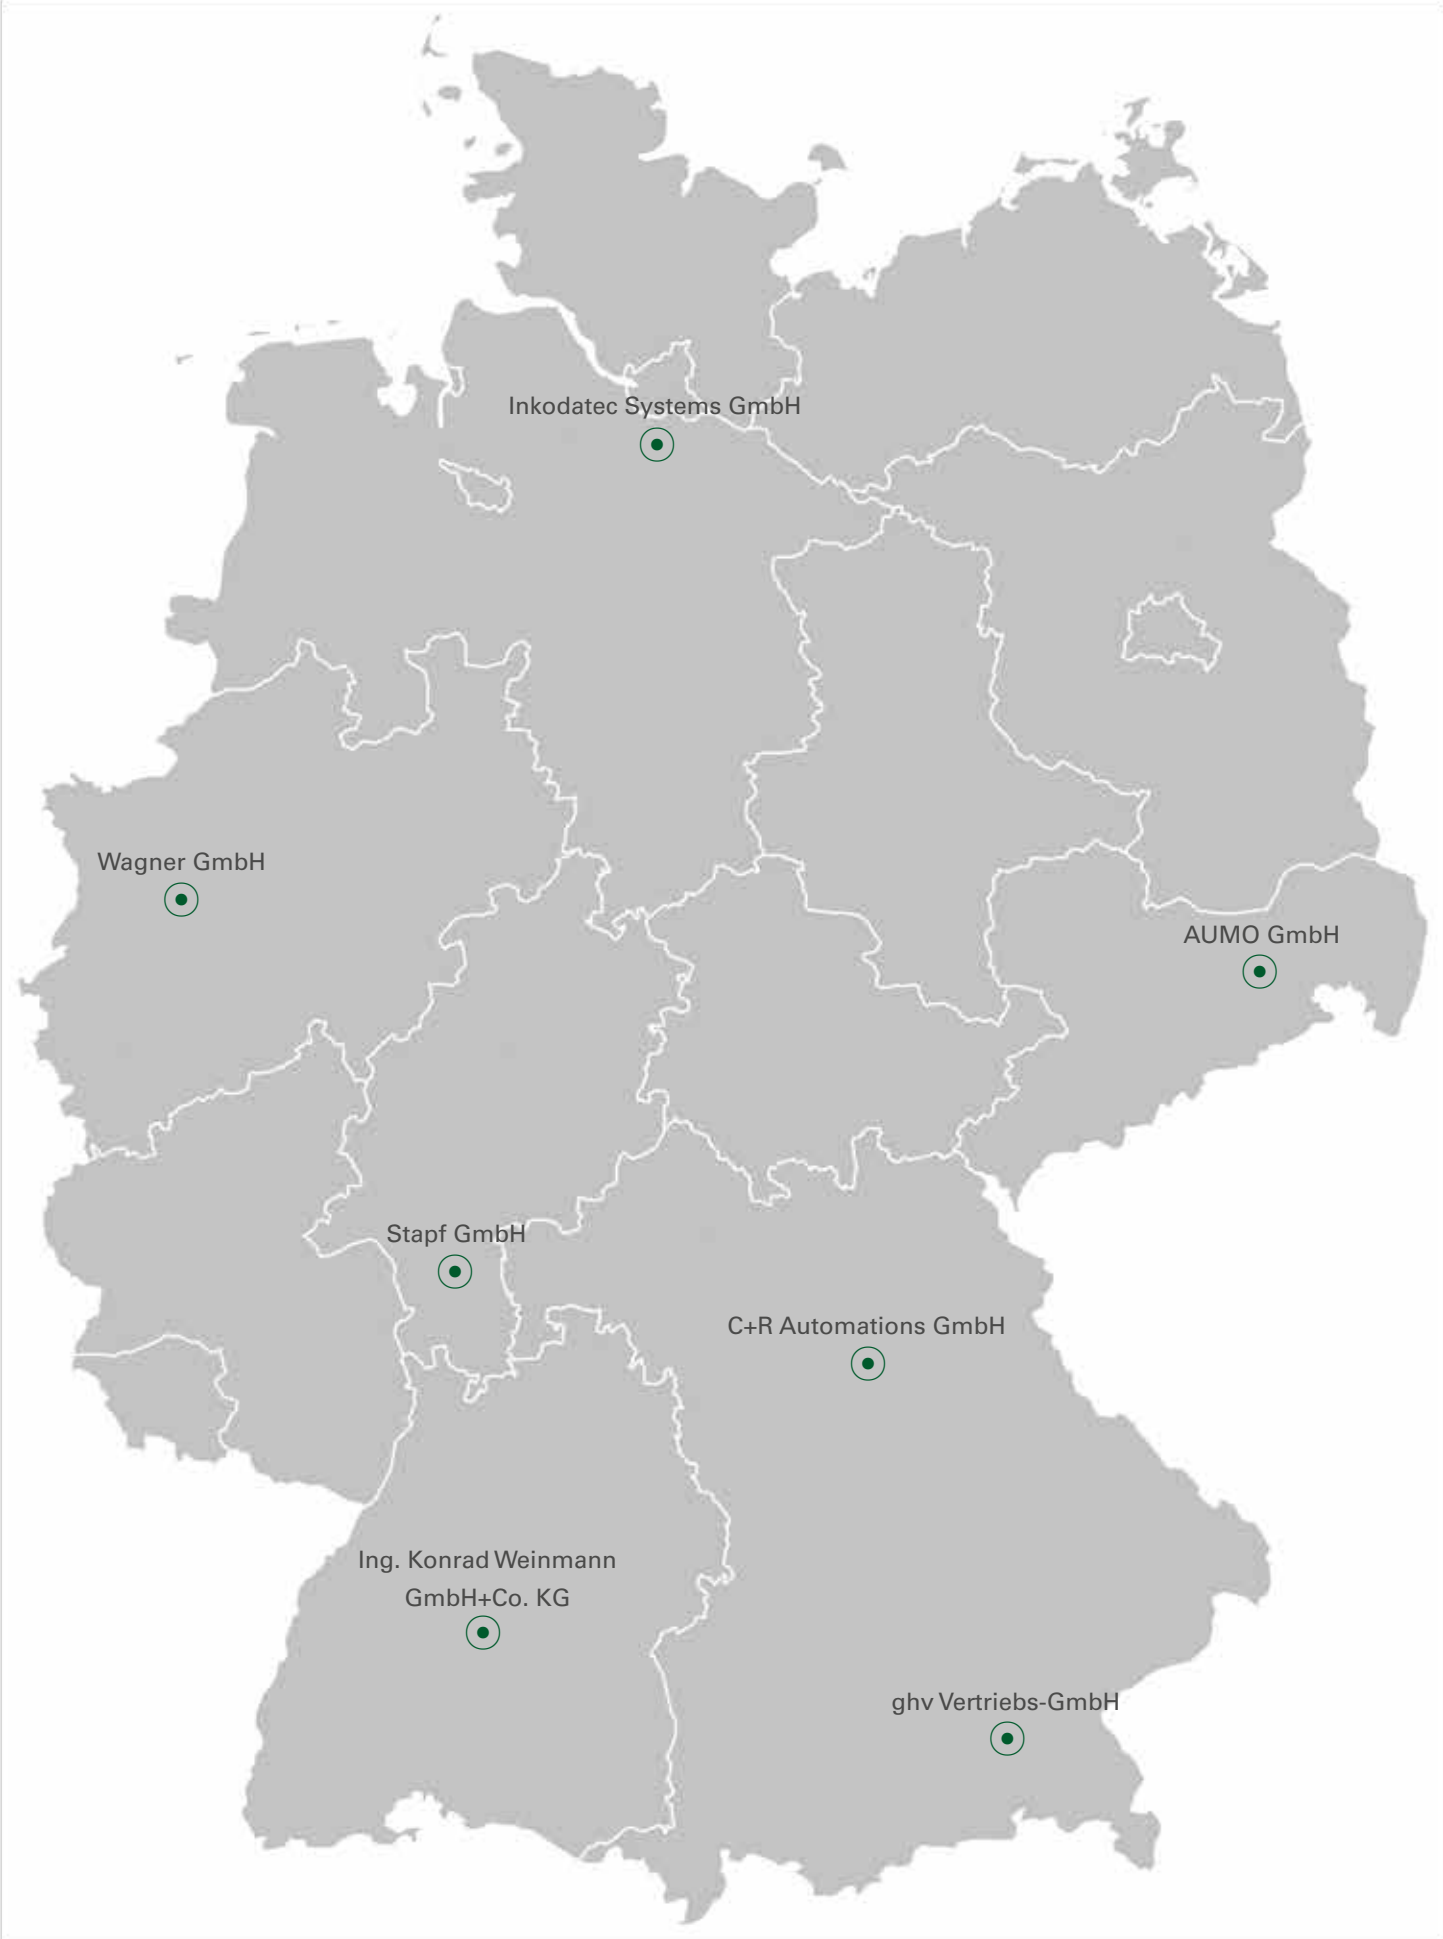 Inkodatec Systems GmbH
Wagner GmbH
AUMO GmbH
Stapf GmbH
C+R Automations GmbH
Ing. Konrad Weinmann
GmbH+Co. KG
ghv Vertriebs-GmbH